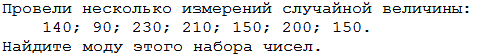 Провели несколько измерений случайной величины:
140; 90; 230; 210; 150; 200; 150.
Найдите моду этого набора чисел.